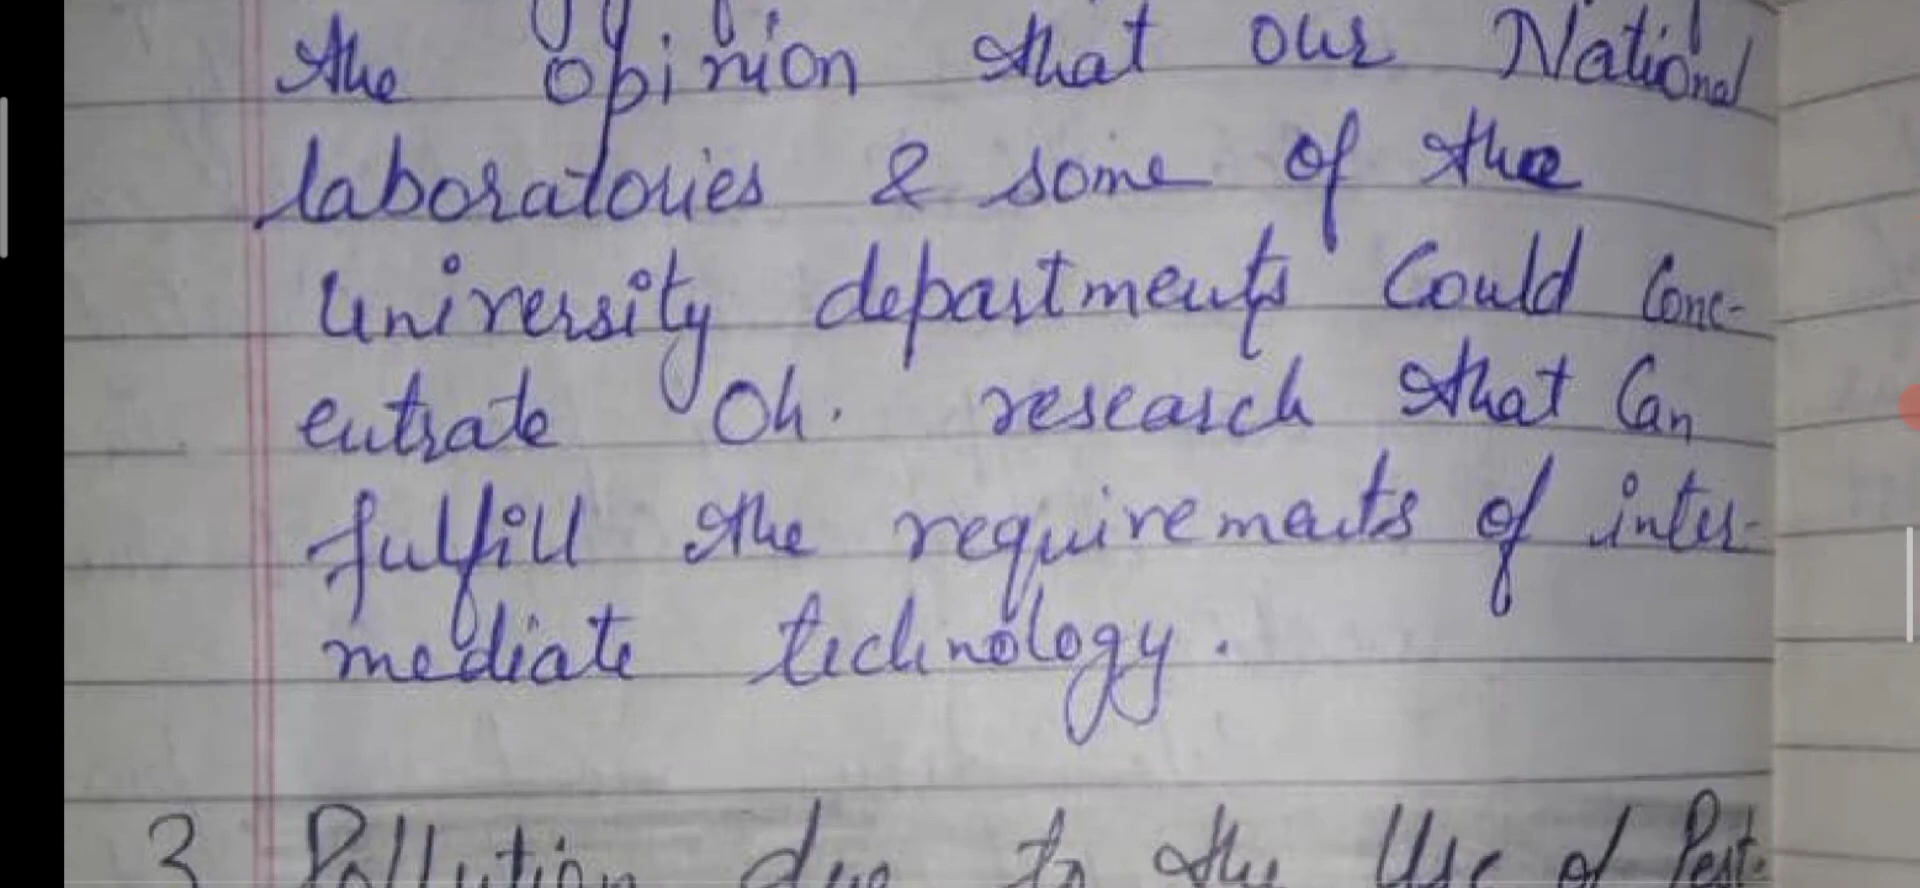 the opinion that our National
laboratories & some of the
University departments Could Conc-
entrate on. research that Can
fulfill the requirements of inter-
mediate technology.
3 Pollution due to the Use of Pest-